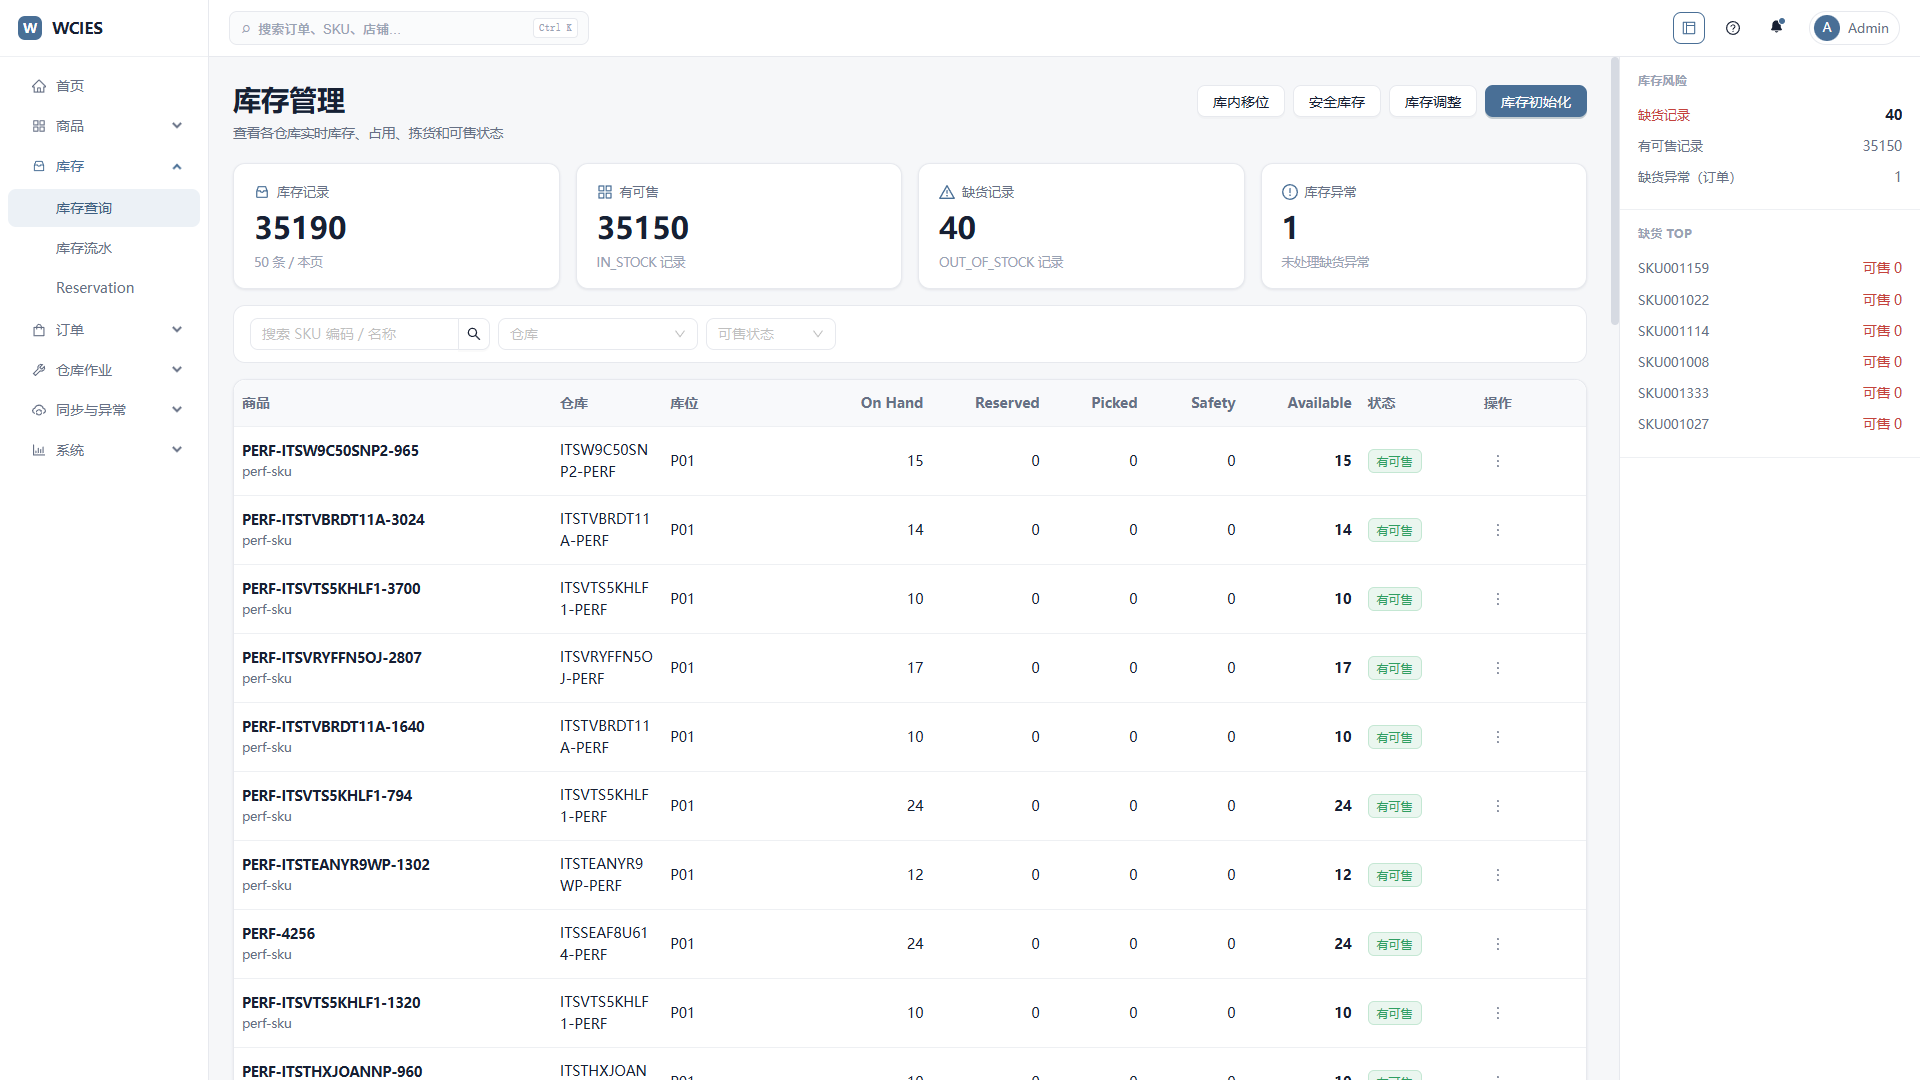 W WCIES
搜索订单、SKU、店铺... Ctrl K
A Admin
首页
商品
库存
库存查询
库存流水
Reservation
订单
仓库作业
同步与异常
系统
库存管理
查看各仓库实时库存、占用、拣货和可售状态
库内移位 安全库存 库存调整 库存初始化
库存记录
35190
50 条 / 本页
有可售
35150
IN_STOCK 记录
缺货记录
40
OUT_OF_STOCK 记录
库存异常
1
未处理缺货异常
搜索 SKU 编码 / 名称 仓库 可售状态
商品 仓库 库位 On Hand Reserved Picked Safety Available 状态 操作
PERF-ITSW9C50SNP2-965
perf-sku
ITSW9C50SN
P2-PERF
P01 15 0 0 0 15 有可售
PERF-ITSTVBRDT11A-3024
perf-sku
ITSTVBRDT11
A-PERF
P01 14 0 0 0 14 有可售
PERF-ITSVTS5KHLF1-3700
perf-sku
ITSVTS5KHLF
1-PERF
P01 10 0 0 0 10 有可售
PERF-ITSVRYFFN5OJ-2807
perf-sku
ITSVRYFFN5O
J-PERF
P01 17 0 0 0 17 有可售
PERF-ITSTVBRDT11A-1640
perf-sku
ITSTVBRDT11
A-PERF
P01 10 0 0 0 10 有可售
PERF-ITSVTS5KHLF1-794
perf-sku
ITSVTS5KHLF
1-PERF
P01 24 0 0 0 24 有可售
PERF-ITSTEANYR9WP-1302
perf-sku
ITSTEANYR9
WP-PERF
P01 12 0 0 0 12 有可售
PERF-4256
perf-sku
ITSSEAF8U61
4-PERF
P01 24 0 0 0 24 有可售
PERF-ITSVTS5KHLF1-1320
perf-sku
ITSVTS5KHLF
1-PERF
P01 10 0 0 0 10 有可售
PERF-ITSTHXJOANNP-960
ITSTHXJOAN
库存风险
缺货记录 40
有可售记录 35150
缺货异常（订单） 1
缺货 TOP
SKU001159 可售 0
SKU001022 可售 0
SKU001114 可售 0
SKU001008 可售 0
SKU001333 可售 0
SKU001027 可售 0